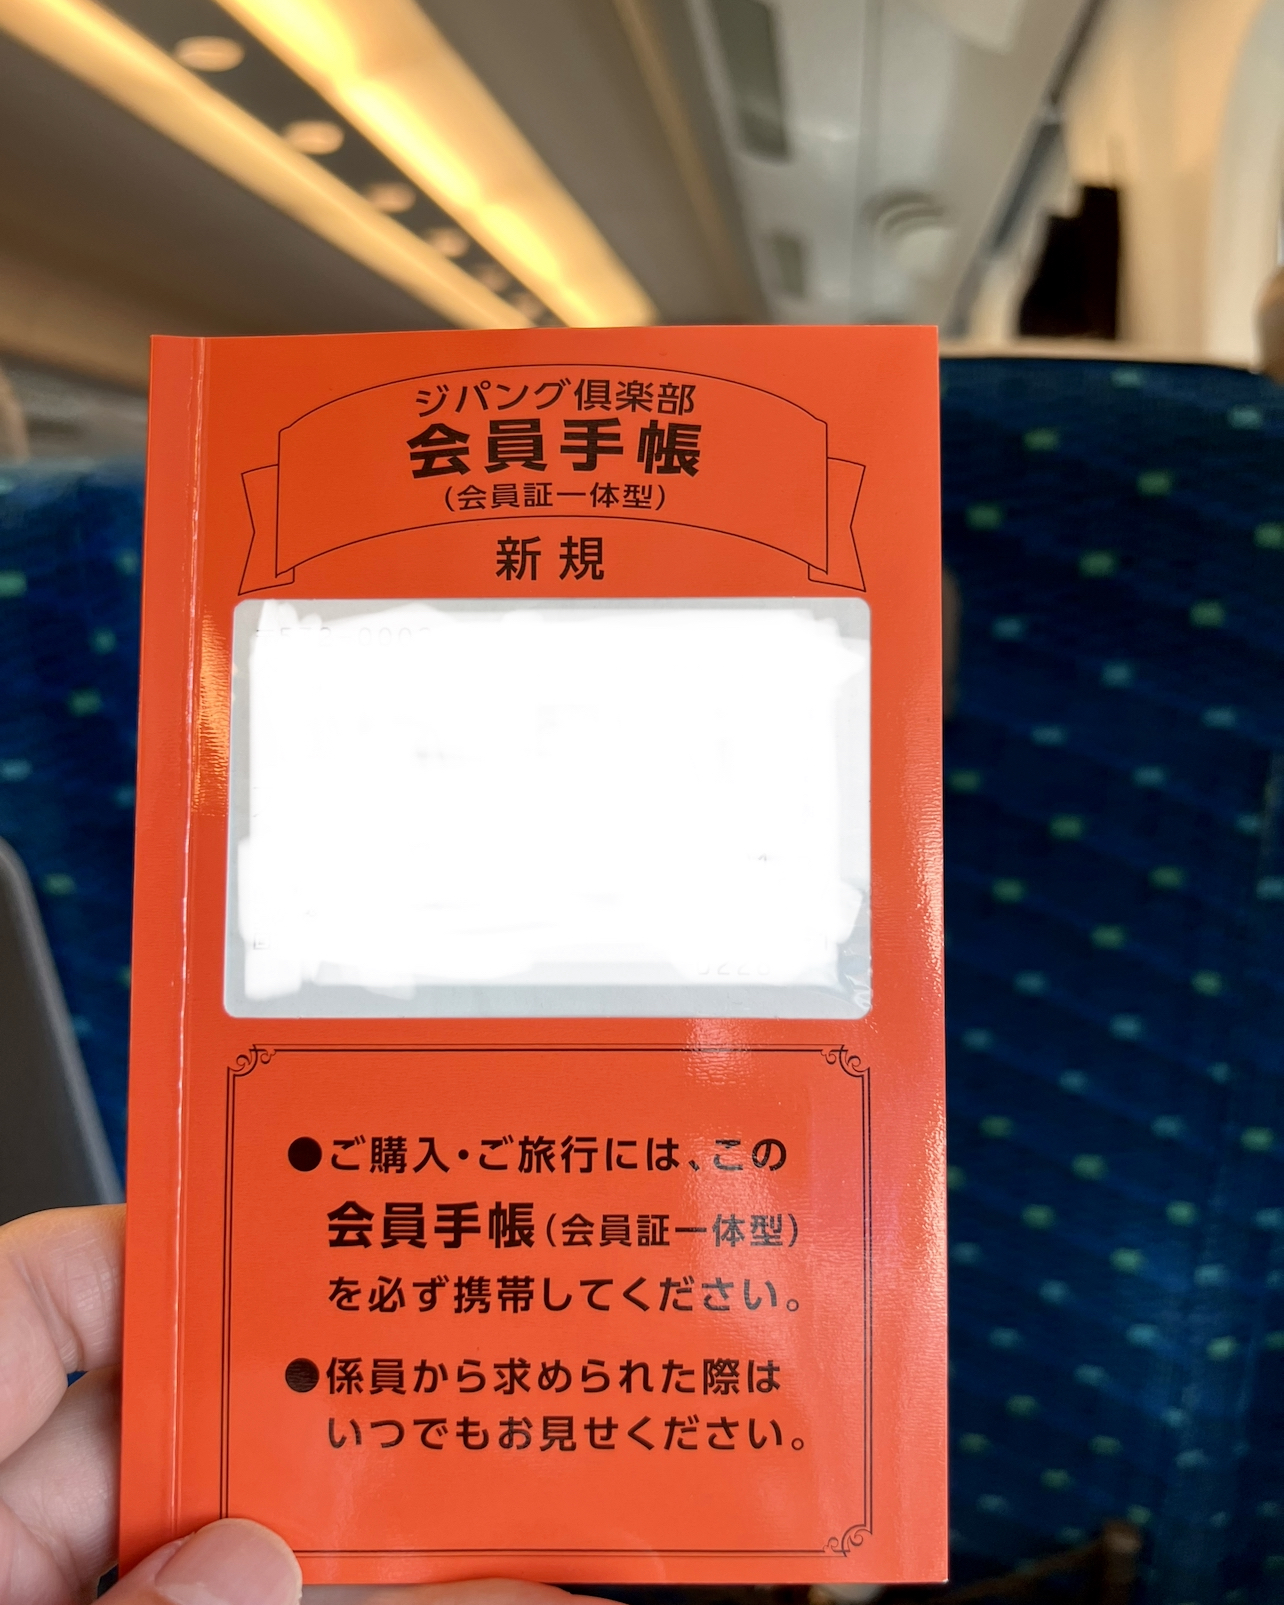 ジパング倶楽部
会員手帳
(会員証一体型)
新規
●ご購入・ご旅行には、この
会員手帳(会員証一体型)
を必ず携帯してください。
●係員から求められた際は
いつでもお見せください。